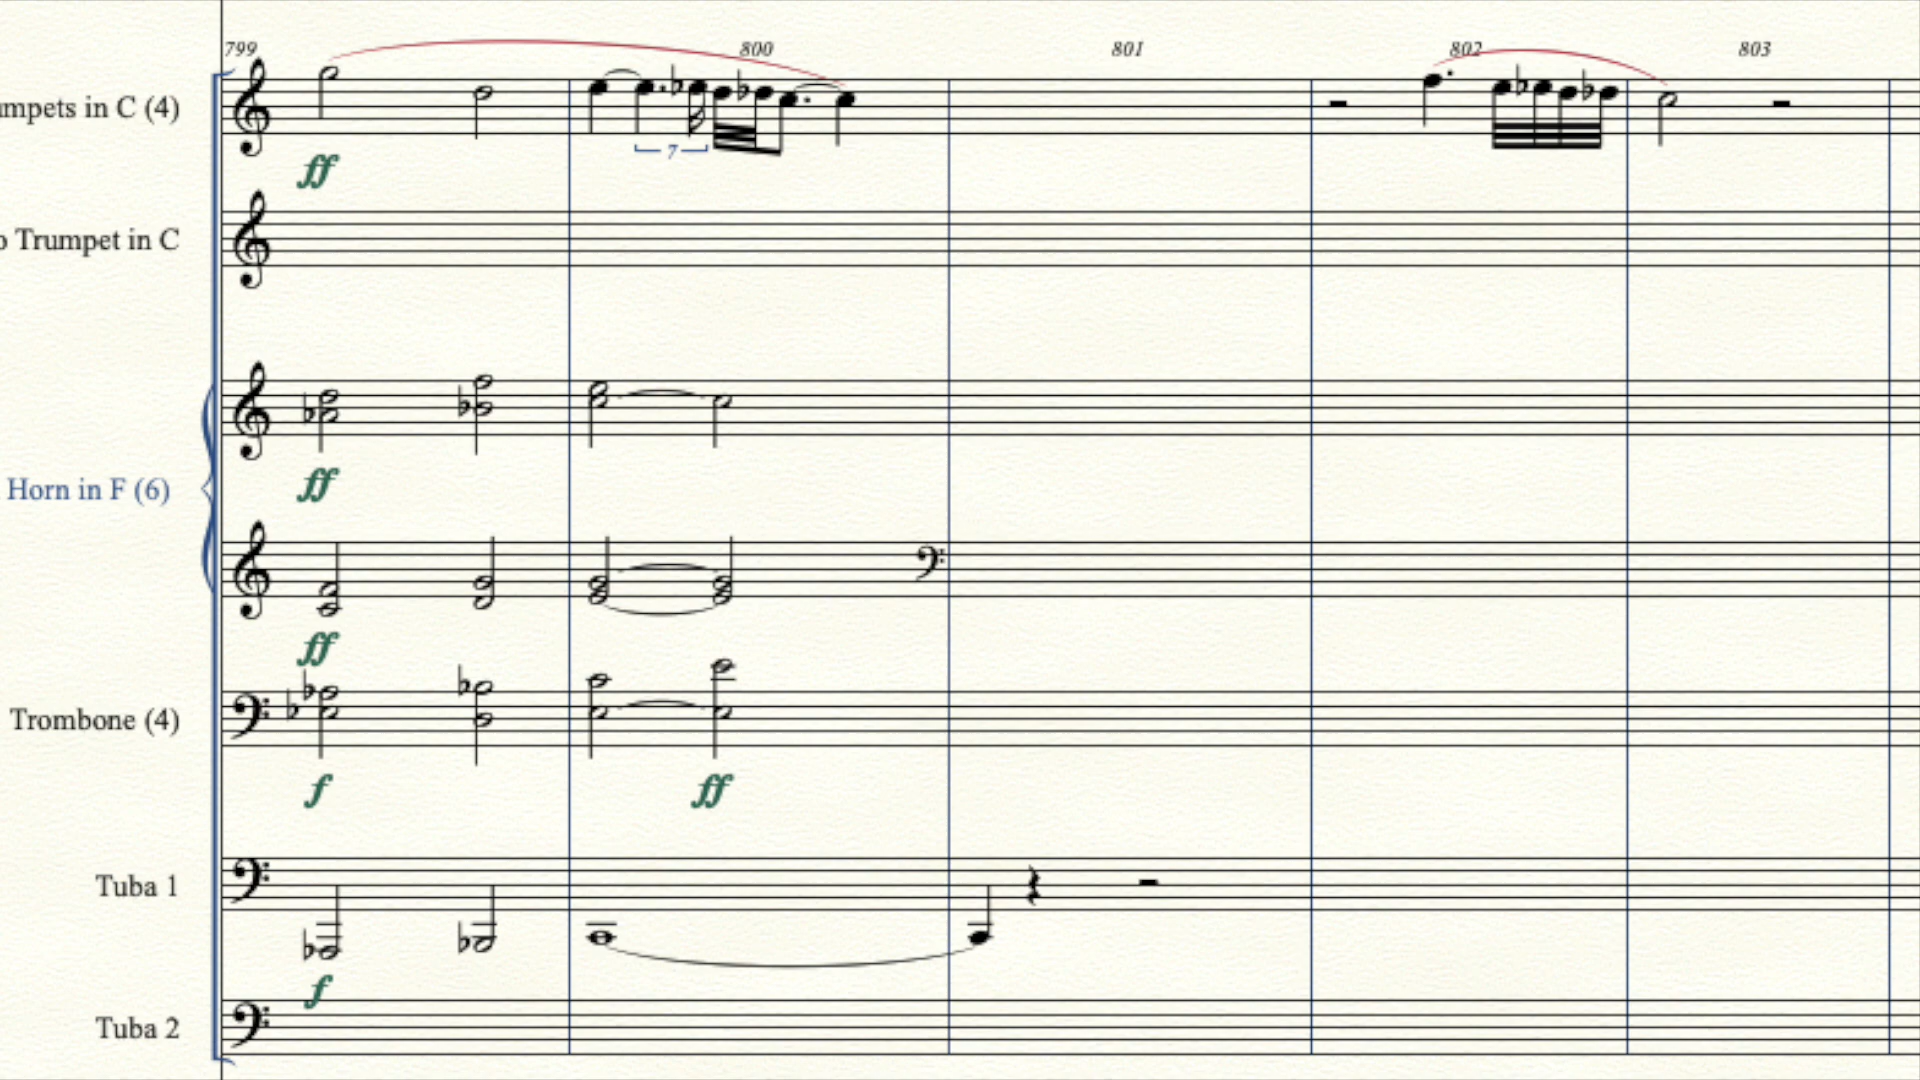 799 800 801 802 803
mpets in C (4)
ff
7
Trumpet in C
Horn in F (6)
ff
ff
Trombone (4)
f
ff
Tuba 1
f
Tuba 2